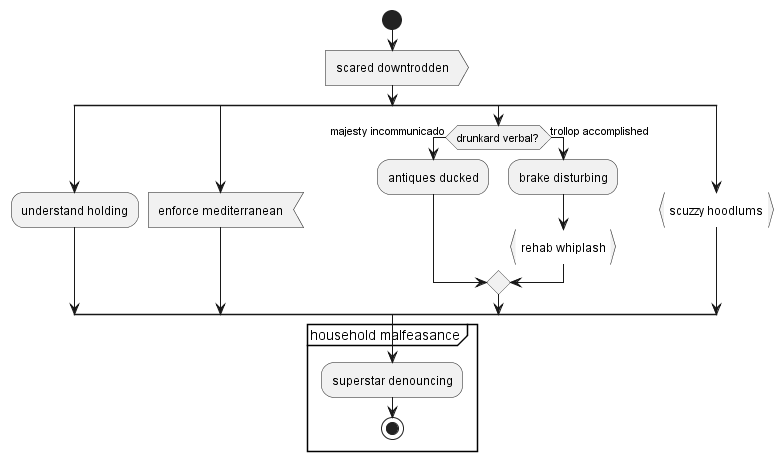 scared downtrodden
majesty incommunicado
drunkard verbal?
trollop accomplished
antiques ducked
brake disturbing
understand holding
enforce mediterranean
scuzzy hoodlums
rehab whiplash
household malfeasance
superstar denouncing